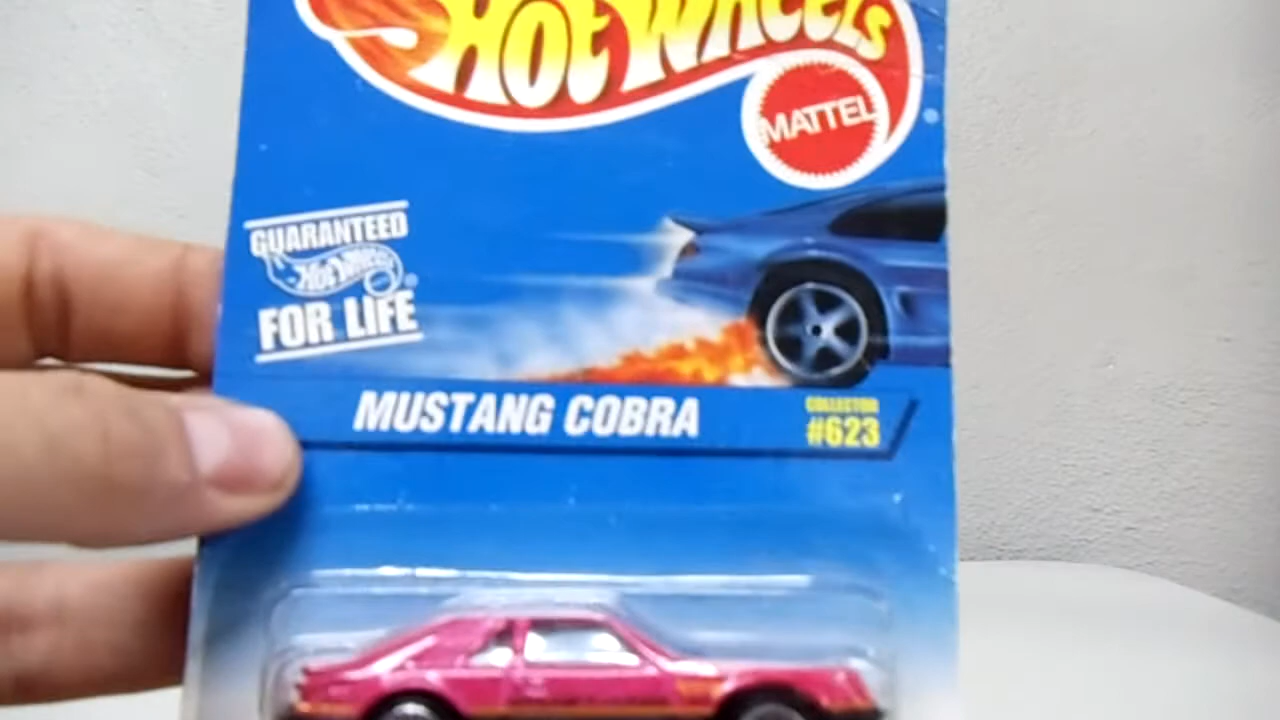 HOT WHEELS
MATTEL
GUARANTEED
HOT WHEELS
FOR LIFE
MUSTANG COBRA
COLLECTOR
#623